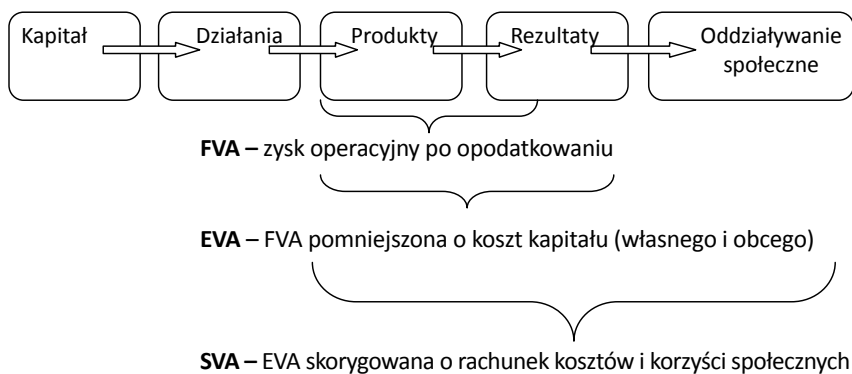 Kapitał
Działania
Produkty
Rezultaty
Oddziaływanie
społeczne
FVA – zysk operacyjny po opodatkowaniu
EVA – FVA pomniejszona o koszt kapitału (własnego i obcego)
SVA – EVA skorygowana o rachunek kosztów i korzyści społecznych